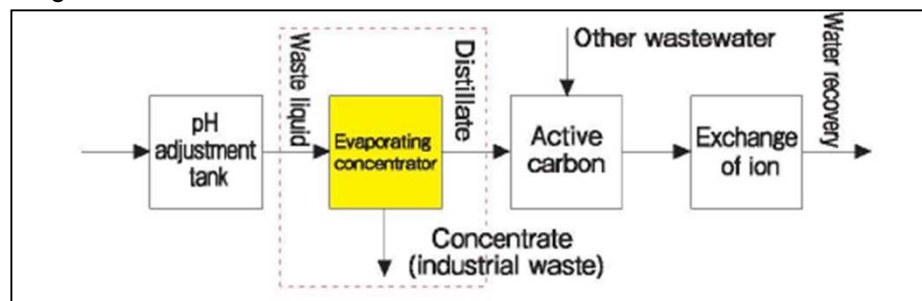 pH
adjustment
tank
Waste liquid
Evaporating
concentrator
Distillate
Concentrate
(industrial waste)
Other wastewater
Active
carbon
Exchange
of ion
Water recovery